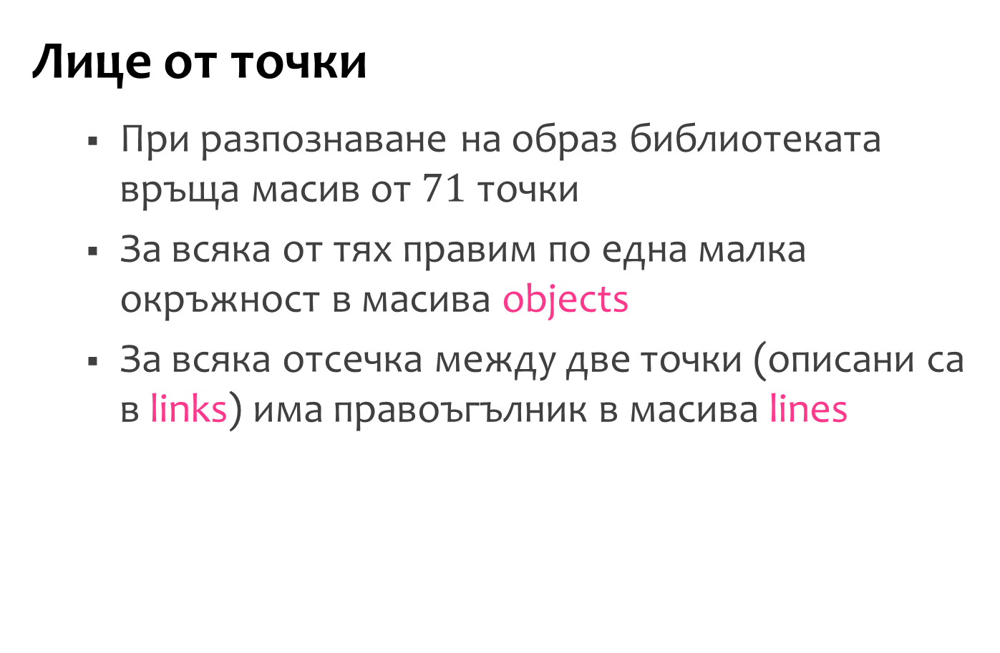 Лице от точки
▪ При разпознаване на образ библиотеката
връща масив от 71 точки
▪ За всяка от тях правим по една малка
окръжност в масива objects
▪ За всяка отсечка между две точки (описани са
в links) има правоъгълник в масива lines